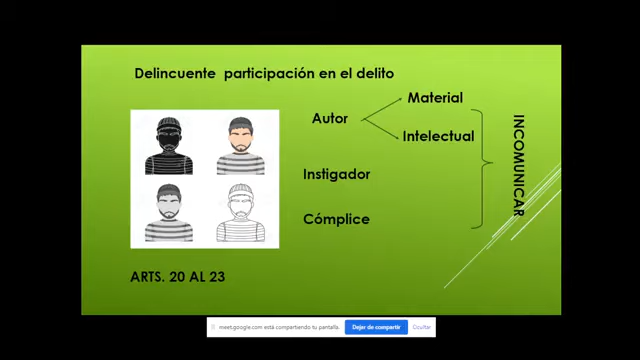 Delincuente participación en el delito
Material
Autor
Intelectual
Instigador
Cómplice
INCOMUNICAR
ARTS. 20 AL 23
meet.google.com está compartiendo tu pantalla.
Dejar de compartir
Ocultar